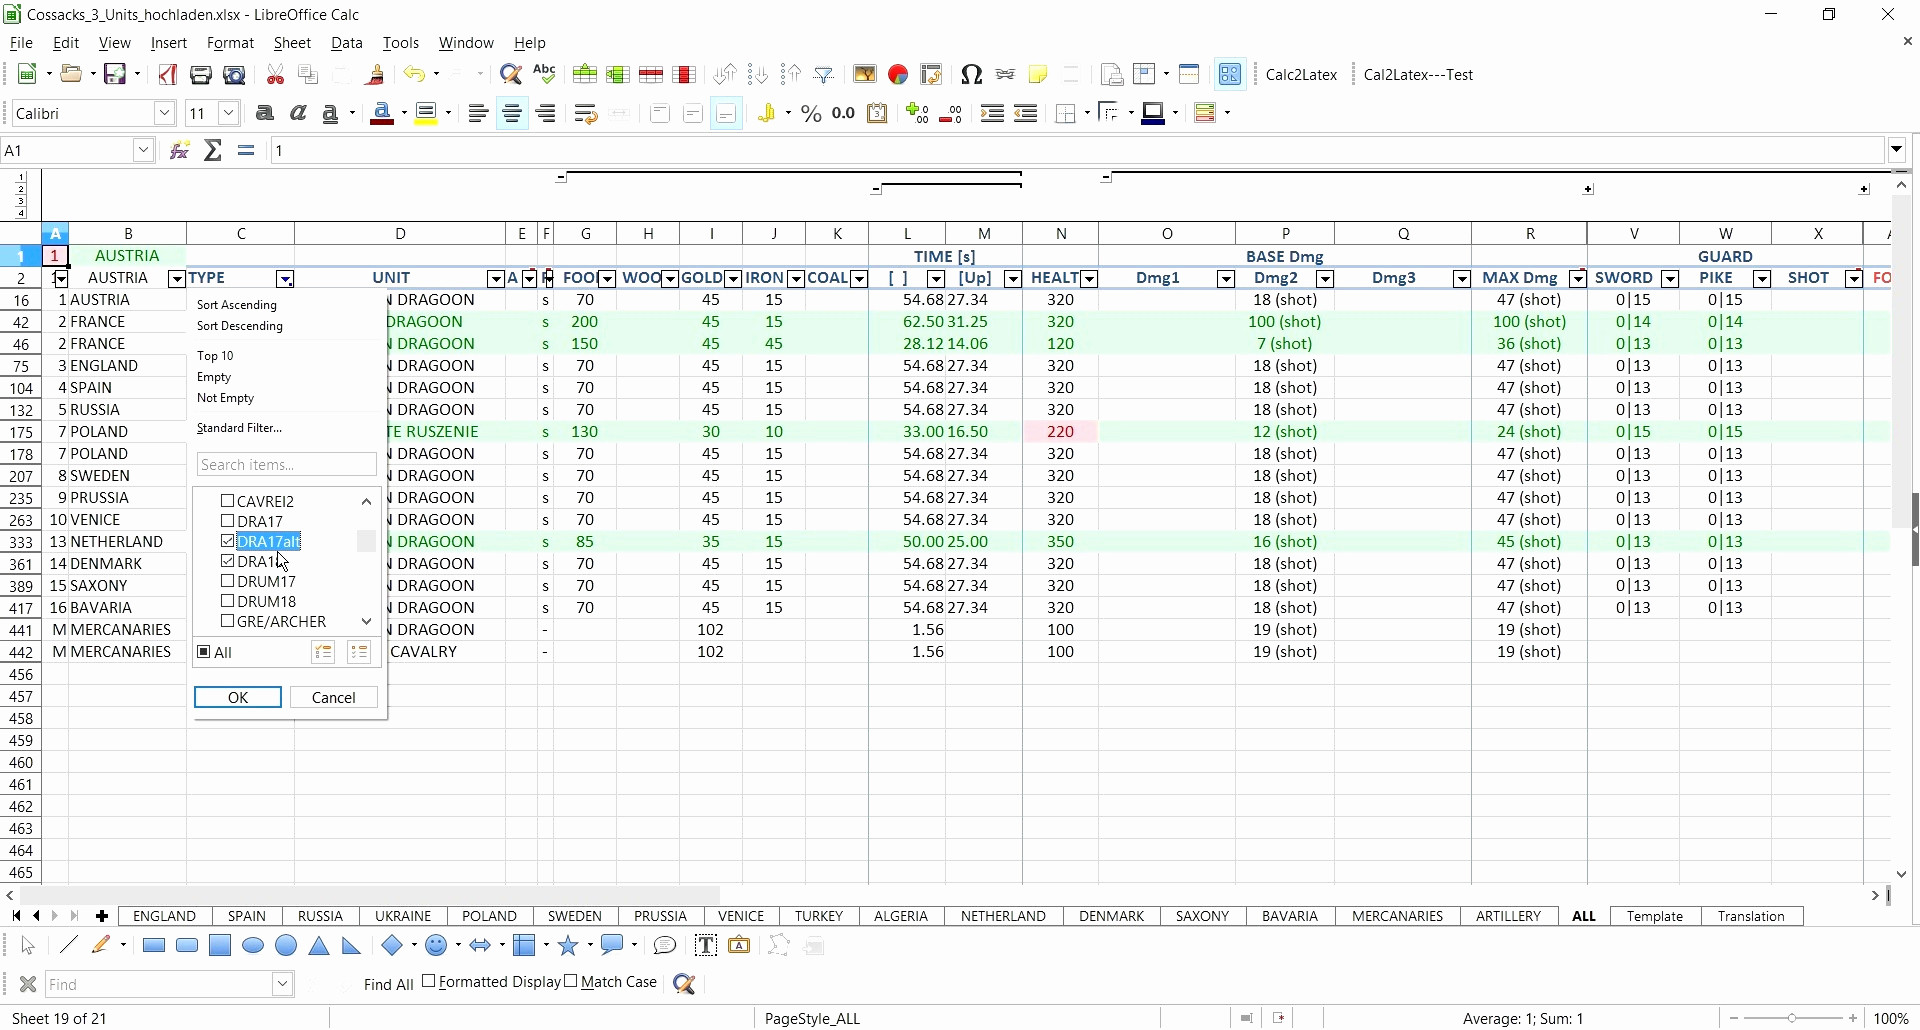 Cossacks_3_Units_hochladen.xlsx - LibreOffice Calc
File Edit View Insert Format Sheet Data Tools Window Help
Calc2Latex Cal2Latex---Test
Calibri 11
A1 1
1
2
3
4
A B C D E F G H I J K L M N O P Q R V W X
1 1 AUSTRIA TIME [s] BASE Dmg GUARD
2 AUSTRIA TYPE UNIT A FOO WOO GOLD IRON COAL [ ] [Up] HEALT Dmg1 Dmg2 Dmg3 MAX Dmg SWORD PIKE SHOT FO
16 1 AUSTRIA N DRAGOON s 70 45 15 54.68 27.34 320 18 (shot) 47 (shot) 0|15 0|15
42 2 FRANCE DRAGOON s 200 45 15 62.50 31.25 320 100 (shot) 100 (shot) 0|14 0|14
46 2 FRANCE N DRAGOON s 150 45 45 28.12 14.06 120 7 (shot) 36 (shot) 0|13 0|13
75 3 ENGLAND N DRAGOON s 70 45 15 54.68 27.34 320 18 (shot) 47 (shot) 0|13 0|13
104 4 SPAIN N DRAGOON s 70 45 15 54.68 27.34 320 18 (shot) 47 (shot) 0|13 0|13
132 5 RUSSIA N DRAGOON s 70 45 15 54.68 27.34 320 18 (shot) 47 (shot) 0|13 0|13
175 7 POLAND TE RUSZENIE s 130 30 10 33.00 16.50 220 12 (shot) 24 (shot) 0|15 0|15
178 7 POLAND N DRAGOON s 70 45 15 54.68 27.34 320 18 (shot) 47 (shot) 0|13 0|13
207 8 SWEDEN N DRAGOON s 70 45 15 54.68 27.34 320 18 (shot) 47 (shot) 0|13 0|13
235 9 PRUSSIA N DRAGOON s 70 45 15 54.68 27.34 320 18 (shot) 47 (shot) 0|13 0|13
263 10 VENICE N DRAGOON s 70 45 15 54.68 27.34 320 18 (shot) 47 (shot) 0|13 0|13
333 13 NETHERLAND N DRAGOON s 85 35 15 50.00 25.00 350 16 (shot) 45 (shot) 0|13 0|13
361 14 DENMARK N DRAGOON s 70 45 15 54.68 27.34 320 18 (shot) 47 (shot) 0|13 0|13
389 15 SAXONY N DRAGOON s 70 45 15 54.68 27.34 320 18 (shot) 47 (shot) 0|13 0|13
417 16 BAVARIA N DRAGOON s 70 45 15 54.68 27.34 320 18 (shot) 47 (shot) 0|13 0|13
441 M MERCANARIES N DRAGOON - 102 1.56 100 19 (shot) 19 (shot)
442 M MERCANARIES CAVALRY - 102 1.56 100 19 (shot) 19 (shot)
456
457
458
459
460
461
462
463
464
465
Sort Ascending
Sort Descending
Top 10
Empty
Not Empty
Standard Filter...
Search items...
CAVREI2
DRA17
DRA17alt
DRUM17
DRUM18
GRE/ARCHER
All
OK Cancel
ENGLAND SPAIN RUSSIA UKRAINE POLAND SWEDEN PRUSSIA VENICE TURKEY ALGERIA NETHERLAND DENMARK SAXONY BAVARIA MERCANARIES ARTILLERY ALL Template Translation
Find Find All Formatted Display Match Case
Sheet 19 of 21 PageStyle_ALL Average: 1; Sum: 1 100%